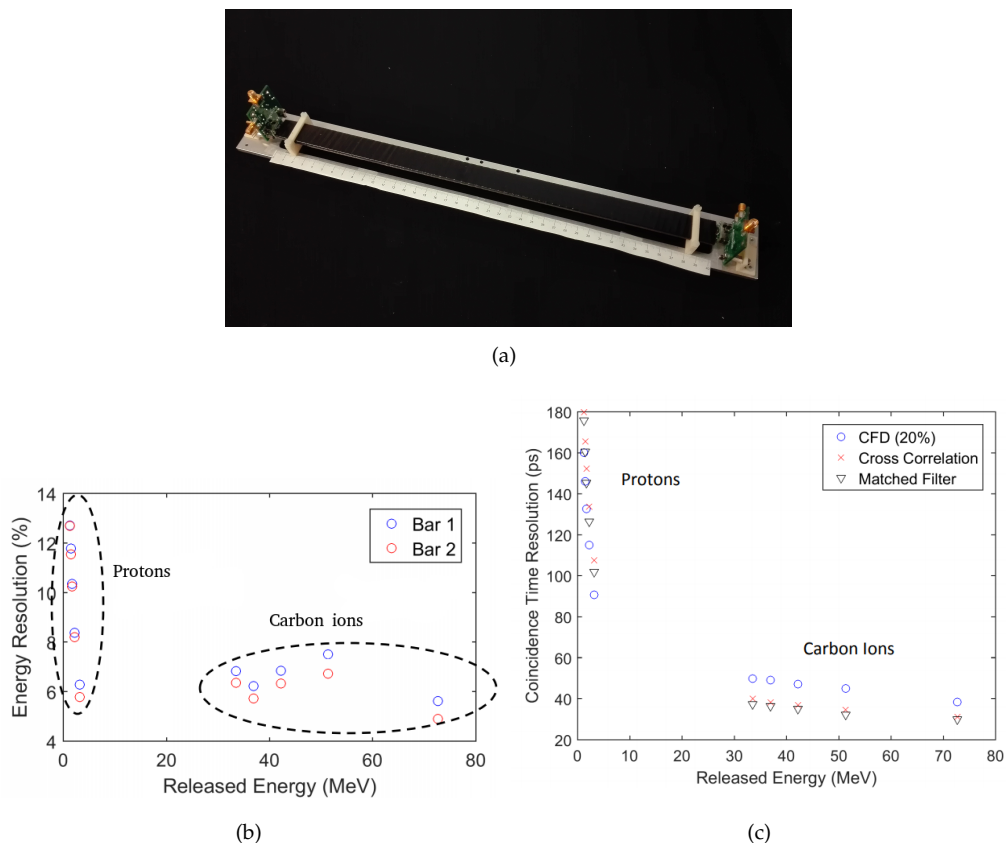 (a)
14
12
10
8
6
4
0
20
40
60
80
Energy Resolution (%)
Released Energy (MeV)
Bar 1
Bar 2
Protons
Carbon ions
(b)
180
160
140
120
100
80
60
40
20
0
10
20
30
40
50
60
70
80
Coincidence Time Resolution (ps)
Released Energy (MeV)
CFD (20%)
Cross Correlation
Matched Filter
Protons
Carbon Ions
(c)